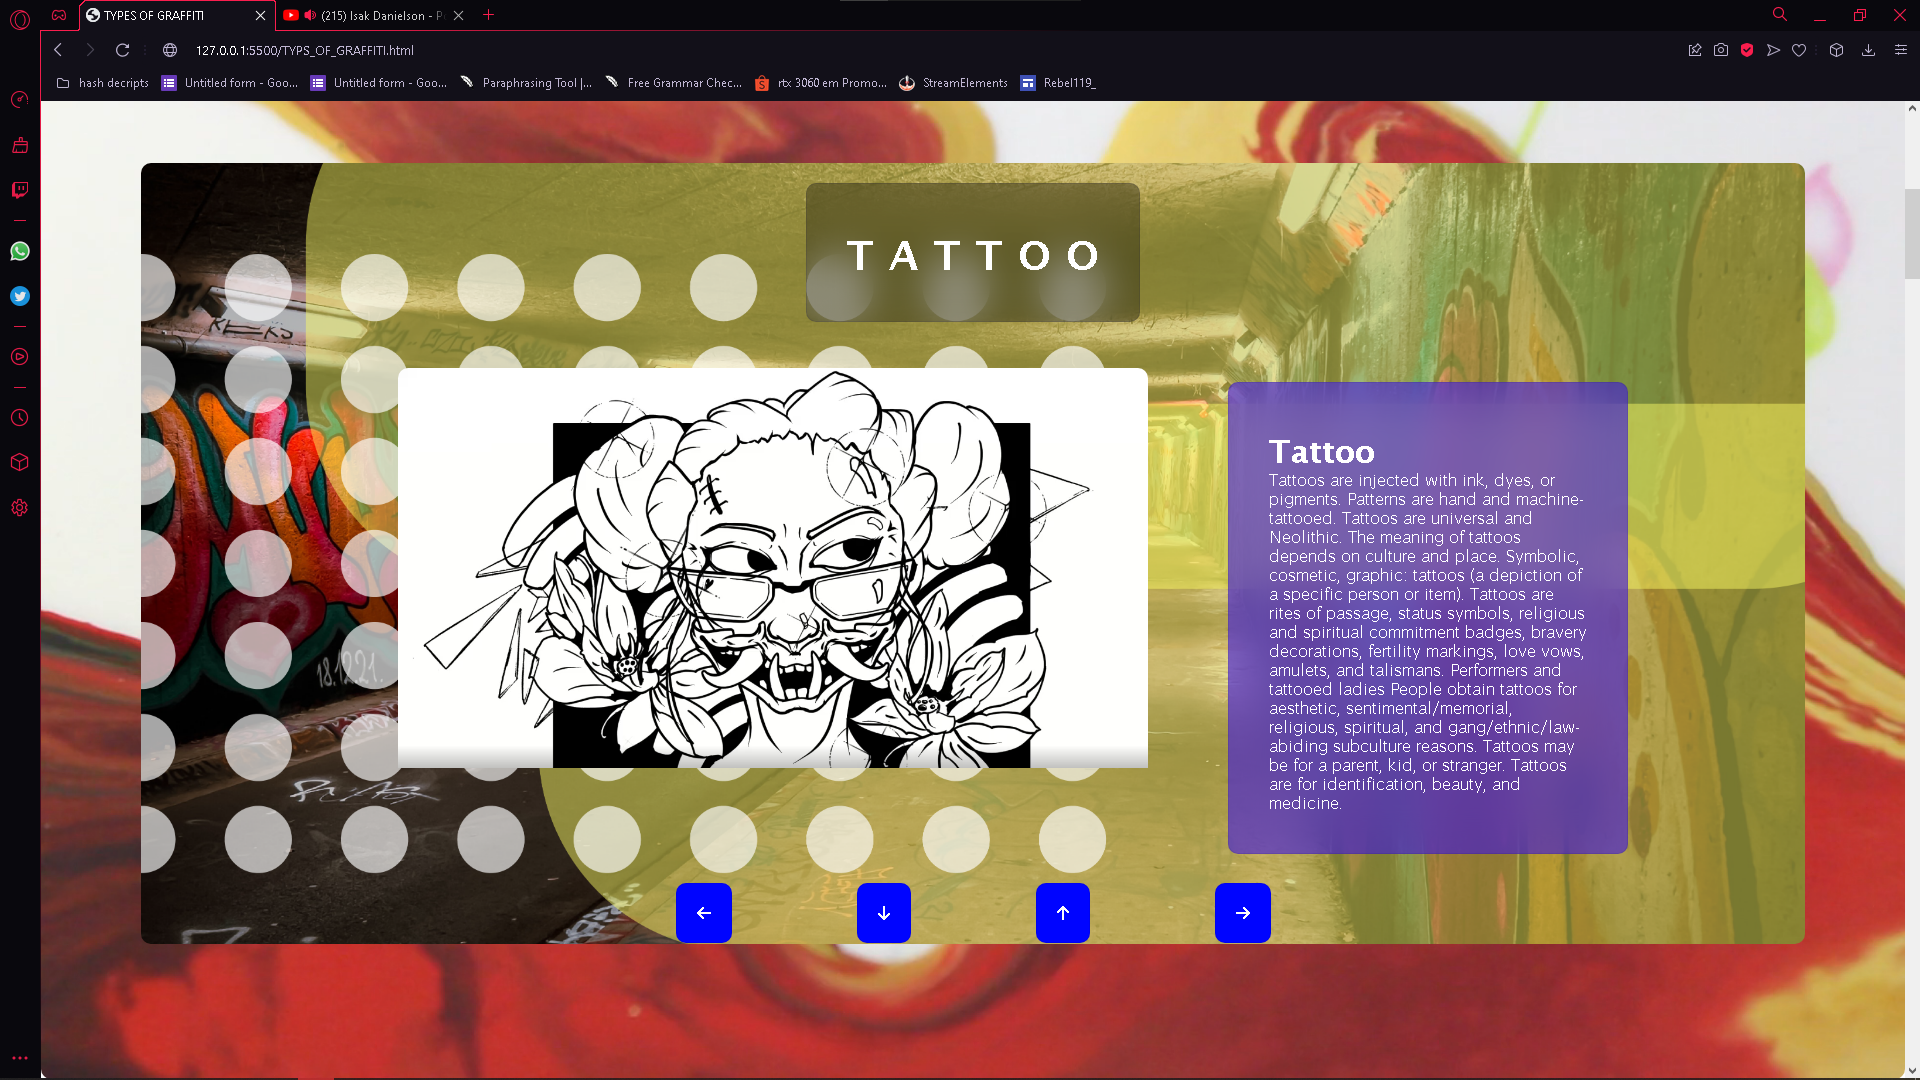 TYPES OF GRAFFITI
(215) Isak Danielson - P
127.0.0.1:5500/TYPS_OF_GRAFFITI.html
hash decripts
Untitled form - Goo...
Untitled form - Goo...
Paraphrasing Tool |...
Free Grammar Chec...
rtx 3060 em Promo...
StreamElements
Rebel119_
TATTOO
18.12.21.
Tattoo
Tattoos are injected with ink, dyes, or
pigments. Patterns are hand and machine-
tattooed. Tattoos are universal and
Neolithic. The meaning of tattoos
depends on culture and place. Symbolic,
cosmetic, graphic: tattoos (a depiction of
a specific person or item). Tattoos are
rites of passage, status symbols, religious
and spiritual commitment badges, bravery
decorations, fertility markings, love vows,
amulets, and talismans. Performers and
tattooed ladies People obtain tattoos for
aesthetic, sentimental/memorial,
religious, spiritual, and gang/ethnic/law-
abiding subculture reasons. Tattoos may
be for a parent, kid, or stranger. Tattoos
are for identification, beauty, and
medicine.